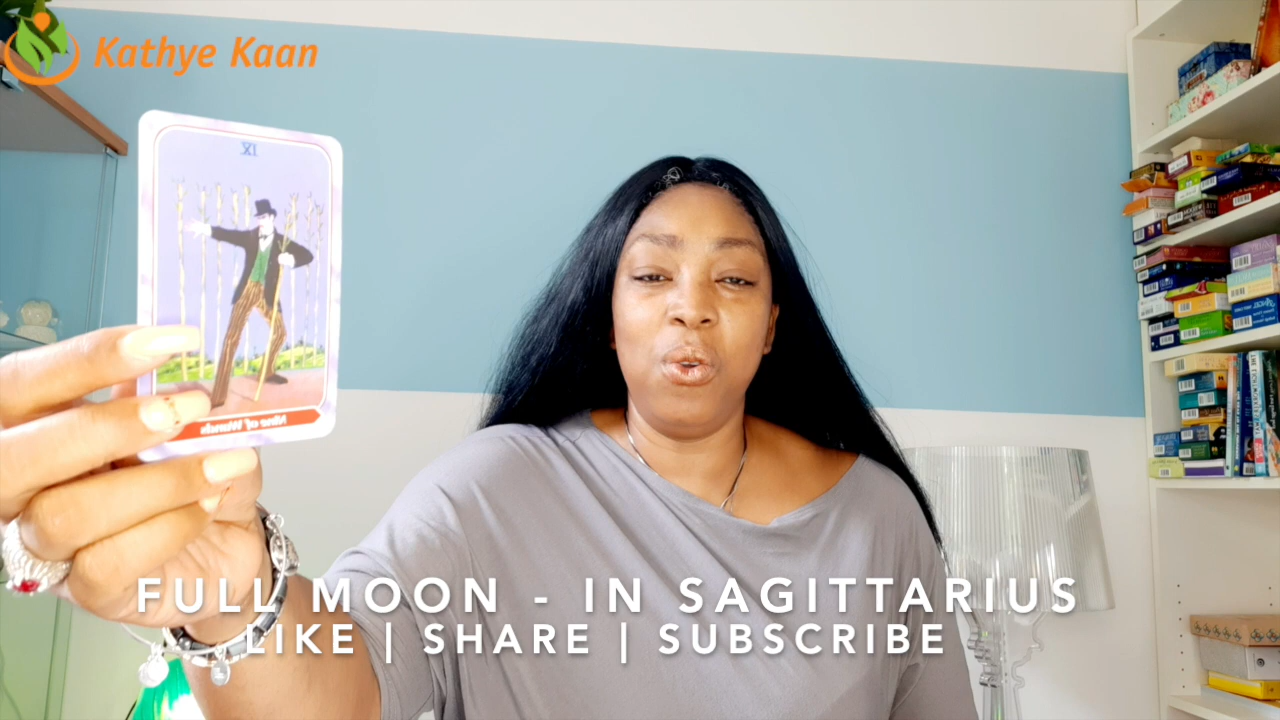 Kathye Kaan
IX
Nine of Wands
FULL MOON - IN SAGITTARIUS
LIKE | SHARE | SUBSCRIBE